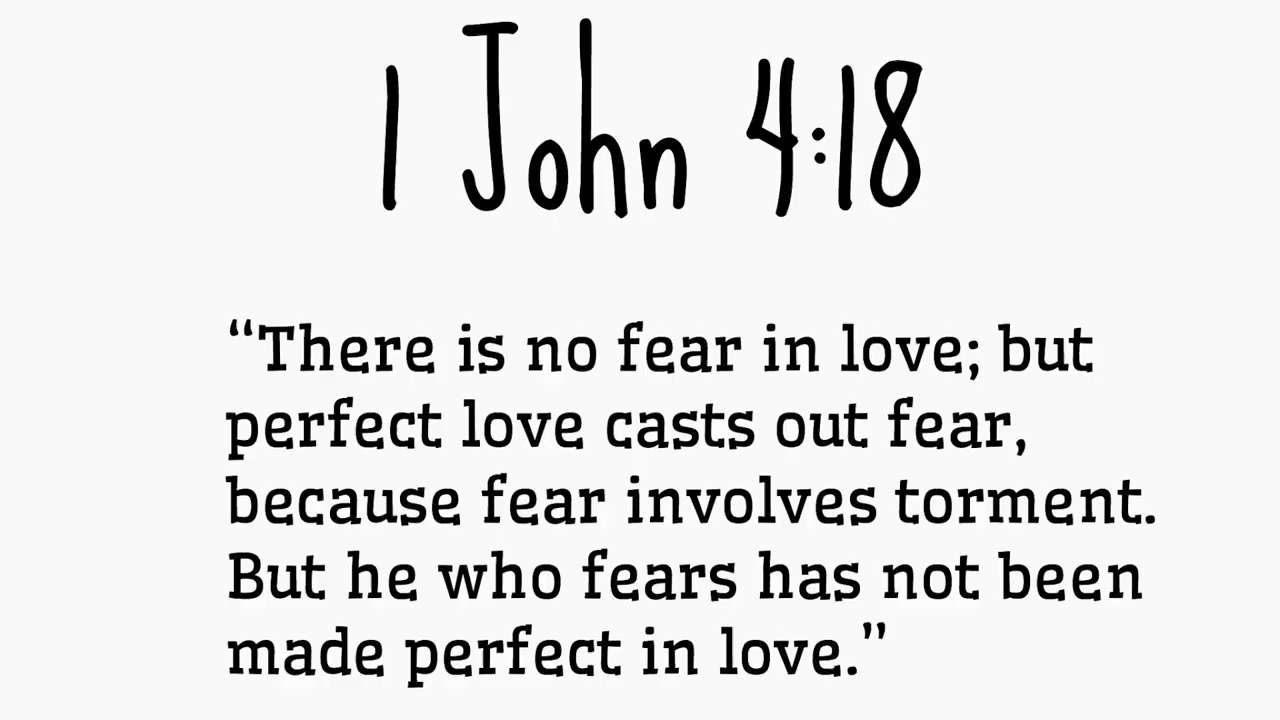 1 John 4:18
“There is no fear in love; but
perfect love casts out fear,
because fear involves torment.
But he who fears has not been
made perfect in love.”